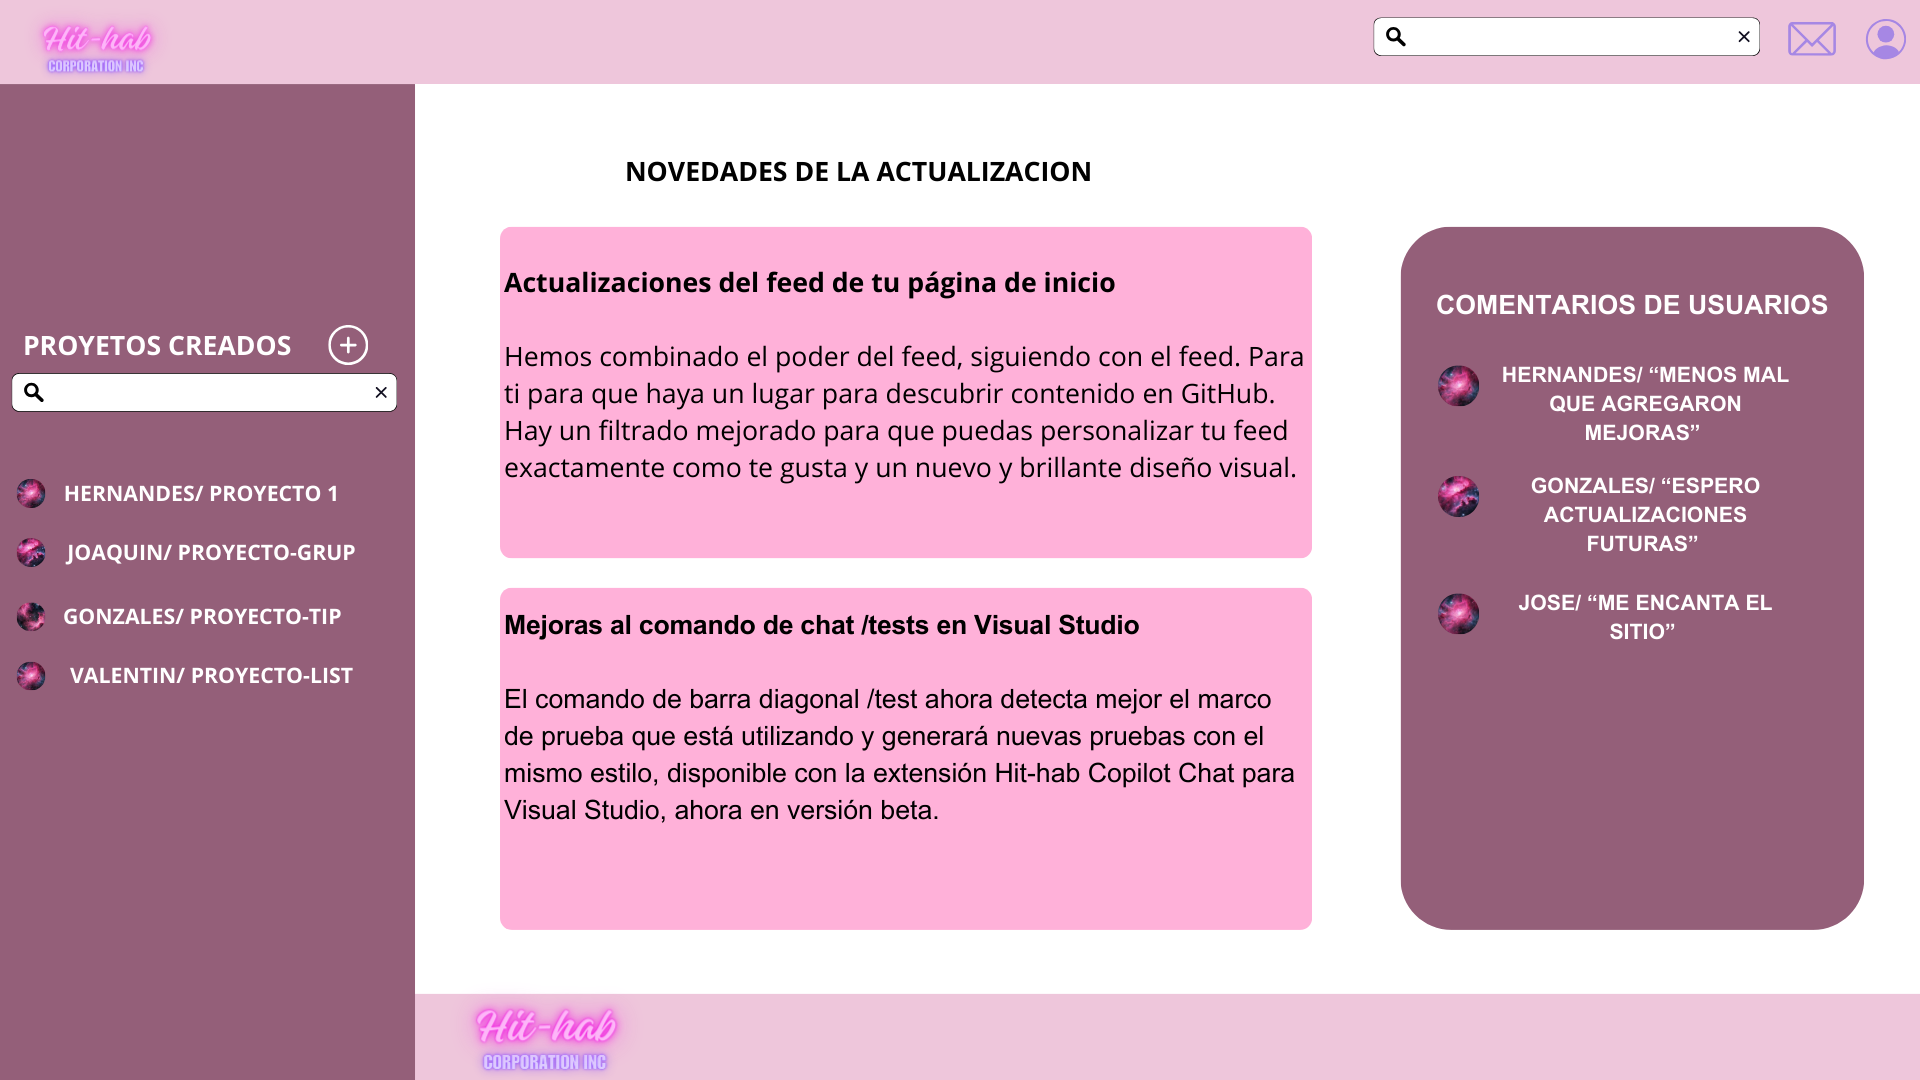 Hit-hab
CORPORATION INC
NOVEDADES DE LA ACTUALIZACION
PROYETOS CREADOS
HERNANDES/ PROYECTO 1
JOAQUIN/ PROYECTO-GRUP
GONZALES/ PROYECTO-TIP
VALENTIN/ PROYECTO-LIST
Actualizaciones del feed de tu página de inicio
Hemos combinado el poder del feed, siguiendo con el feed. Para
ti para que haya un lugar para descubrir contenido en GitHub.
Hay un filtrado mejorado para que puedas personalizar tu feed
exactamente como te gusta y un nuevo y brillante diseño visual.
Mejoras al comando de chat /tests en Visual Studio
El comando de barra diagonal /test ahora detecta mejor el marco
de prueba que está utilizando y generará nuevas pruebas con el
mismo estilo, disponible con la extensión Hit-hab Copilot Chat para
Visual Studio, ahora en versión beta.
COMENTARIOS DE USUARIOS
HERNANDES/ “MENOS MAL
QUE AGREGARON
MEJORAS”
GONZALES/ “ESPERO
ACTUALIZACIONES
FUTURAS”
JOSE/ “ME ENCANTA EL
SITIO”
Hit-hab
CORPORATION INC